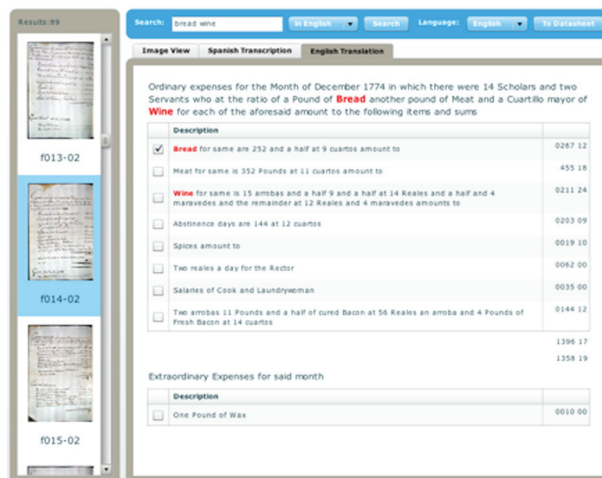 Results:89
Search: bread wine in English Search Language: English To Datasheet
Image View Spanish Transcription English Translation
f013-02
f014-02
f015-02
Ordinary expenses for the Month of December 1774 in which there were 14 Scholars and two
Servants who at the ratio of a Pound of Bread another pound of Meat and a Cuartillo mayor of
Wine for each of the aforesaid amount to the following items and sums
Description
Bread for same are 252 and a half at 9 cuartos amount to 0267 12
Meat for same is 352 Pounds at 11 cuartos amount to 455 18
Wine for same is 15 arrobas and a half 9 and a half at 14 Reales and a half and 4 0211 24
maravedes and the remainder at 12 Reales and 4 maravedes amounts to
Abstinence days are 144 at 12 cuartos 0203 09
Spices amount to 0019 10
Two reales a day for the Rector 0062 00
Salaries of Cook and Laundrywoman 0035 00
Two arrobas 11 Pounds and a half of cured Bacon at 56 Reales an arroba and 4 Pounds of 0144 12
Fresh Bacon at 14 cuartos
1396 17
1358 19
Extraordinary Expenses for said month
Description
One Pound of Wax 0010 00